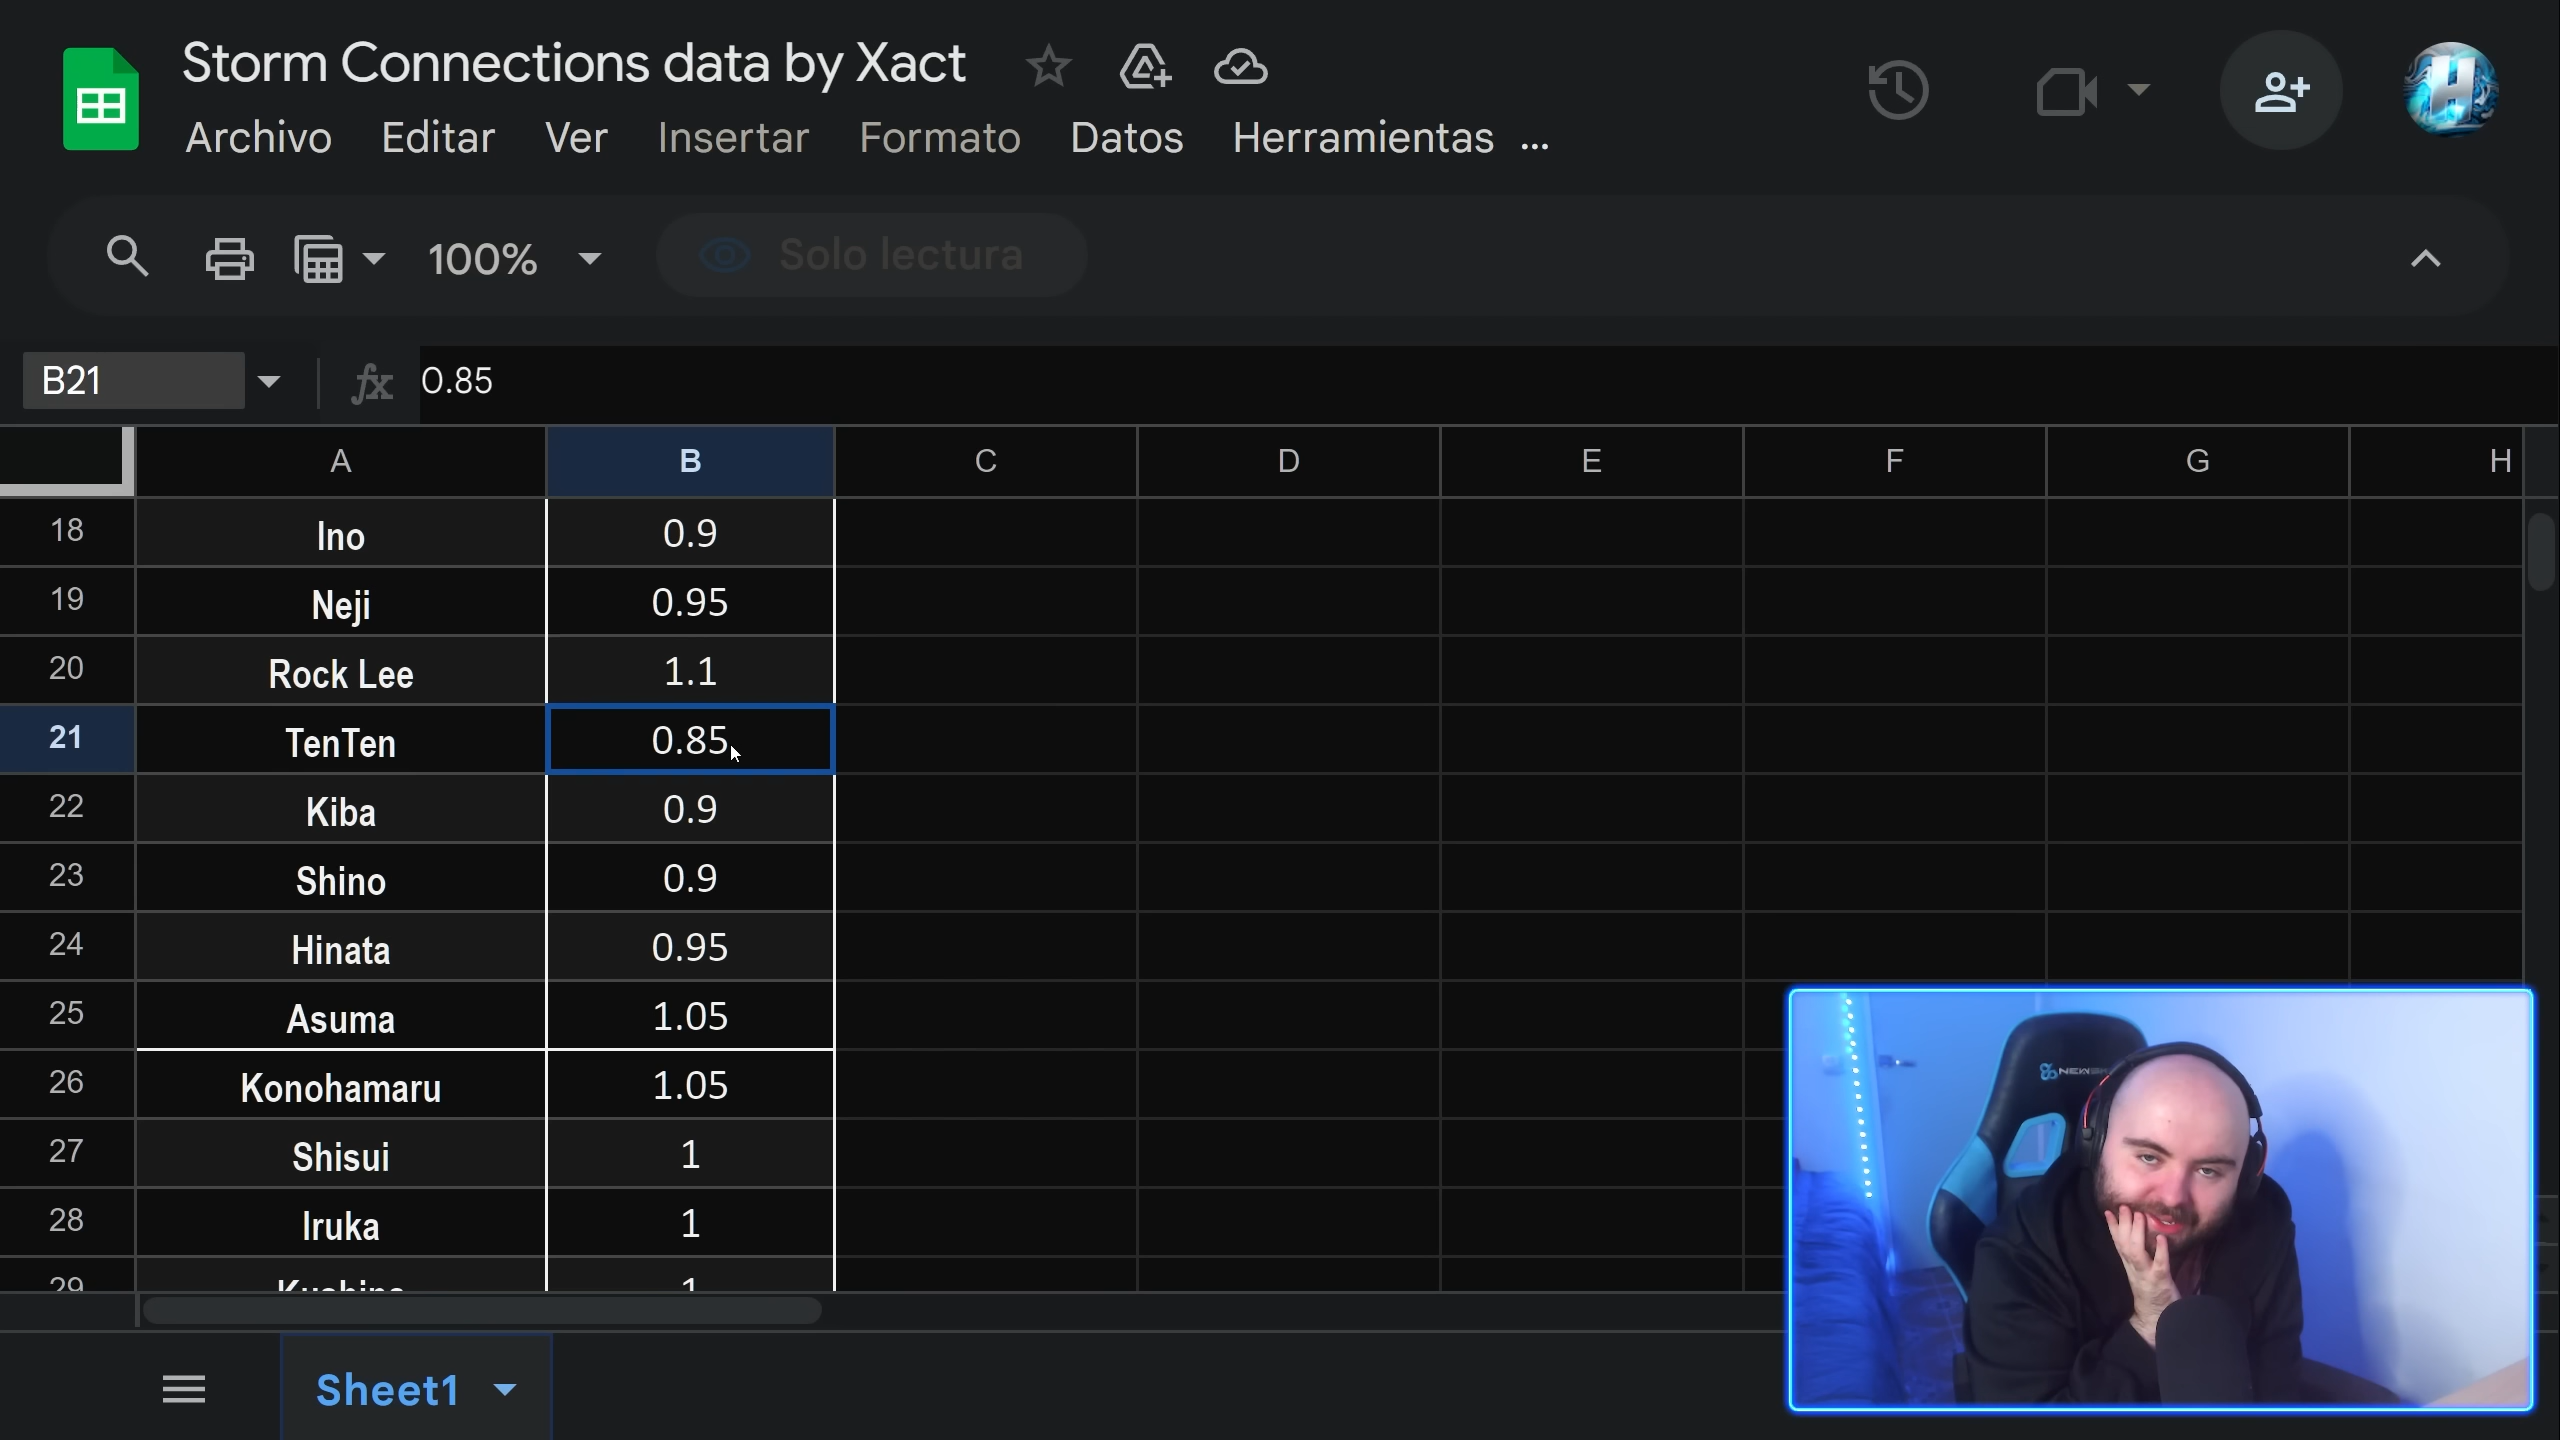 Storm Connections data by Xact
Archivo Editar Ver Insertar Formato Datos Herramientas ...
100% Solo lectura
B21 fx 0.85
A B C D E F G H
18 Ino 0.9
19 Neji 0.95
20 Rock Lee 1.1
21 TenTen 0.85
22 Kiba 0.9
23 Shino 0.9
24 Hinata 0.95
25 Asuma 1.05
26 Konohamaru 1.05
27 Shisui 1
28 Iruka 1
29 1
Sheet1